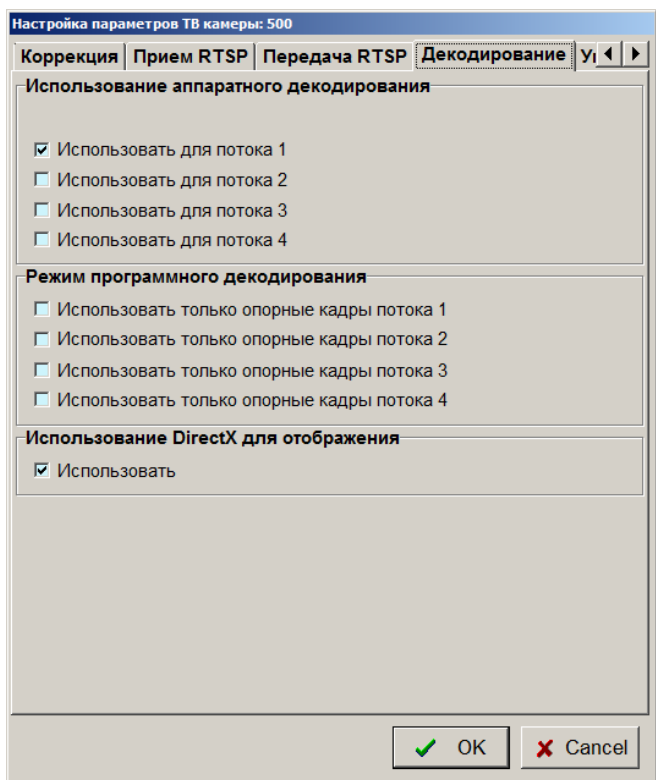 Настройка параметров ТВ камеры: 500
Коррекция Прием RTSP Передача RTSP Декодирование
Использование аппаратного декодирования
Использовать для потока 1
Использовать для потока 2
Использовать для потока 3
Использовать для потока 4
Режим программного декодирования
Использовать только опорные кадры потока 1
Использовать только опорные кадры потока 2
Использовать только опорные кадры потока 3
Использовать только опорные кадры потока 4
Использование DirectX для отображения
Использовать
OK Cancel